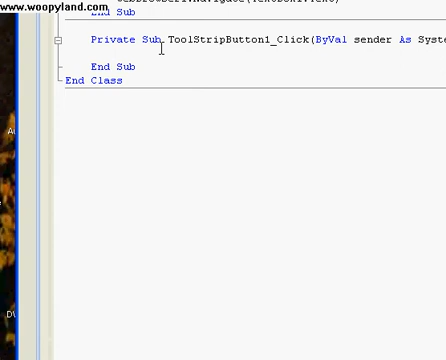 www.woopyland.com
End Sub
Private Sub ToolStripButton1_Click(ByVal sender As Syste
End Sub
End Class